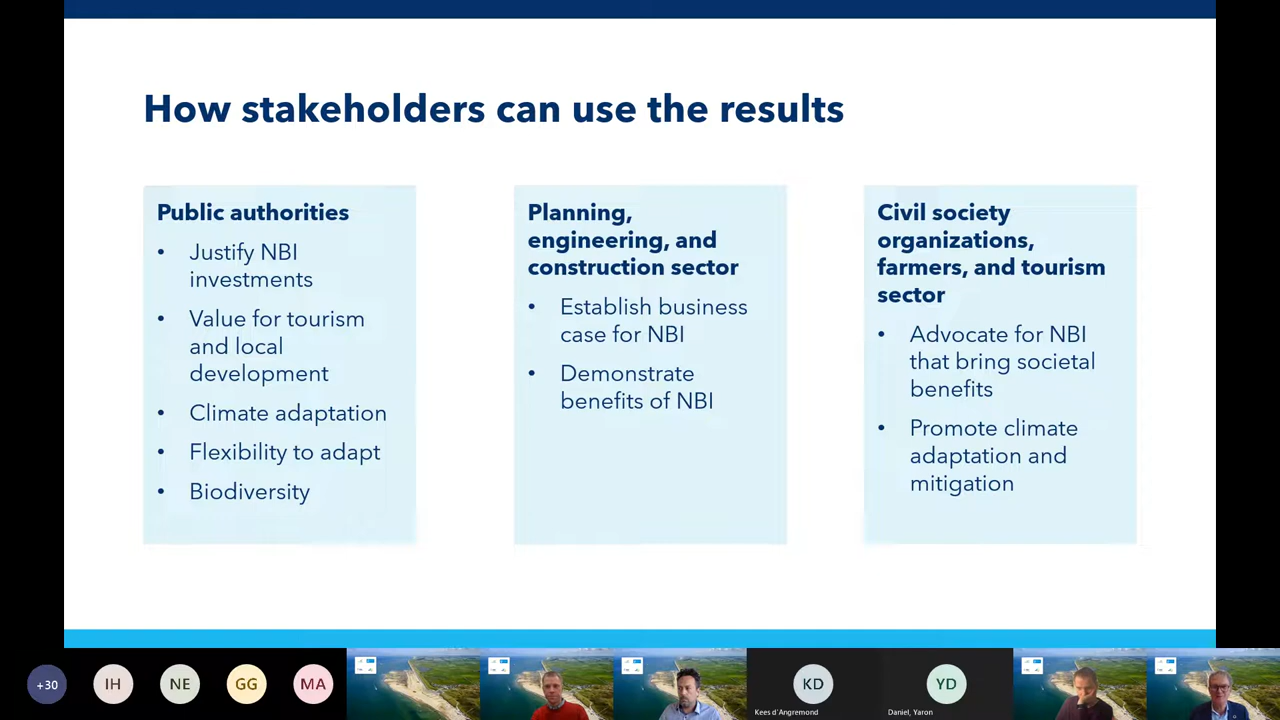 How stakeholders can use the results
Public authorities
• Justify NBI
investments
• Value for tourism
and local
development
• Climate adaptation
• Flexibility to adapt
• Biodiversity
Planning,
engineering, and
construction sector
• Establish business
case for NBI
• Demonstrate
benefits of NBI
Civil society
organizations,
farmers, and tourism
sector
• Advocate for NBI
that bring societal
benefits
• Promote climate
adaptation and
mitigation
+30
IH
NE
GG
MA
KD
Kees d'Angremond
YD
Daniel, Yaron